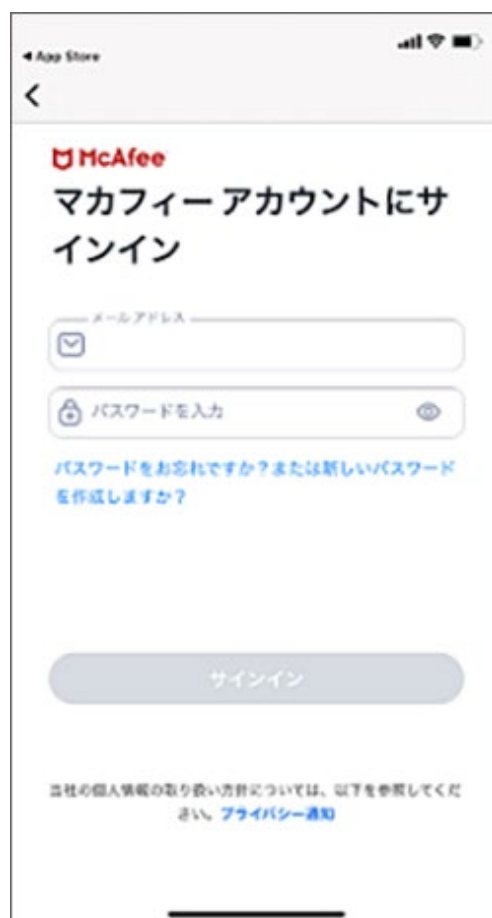 ◀ App Store
McAfee
マカフィー アカウントにサ
インイン
メールアドレス
パスワードを入力
パスワードをお忘れですか？または新しいパスワード
を作成しますか？
サインイン
当社の個人情報の取り扱い方針については、以下を参照してくだ
さい。プライバシー通知